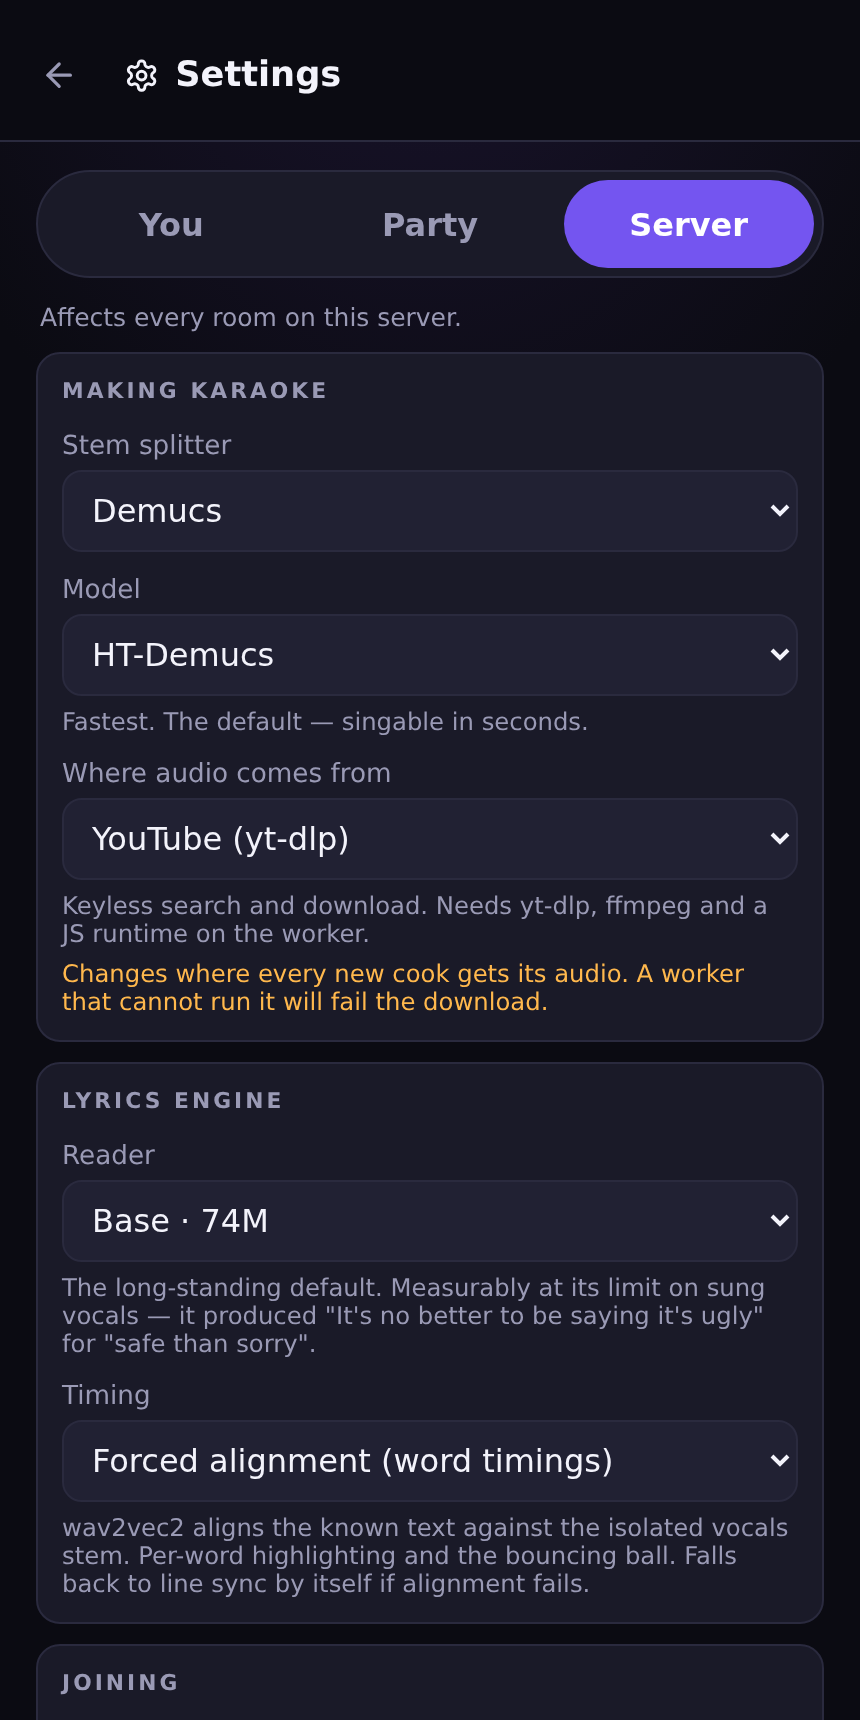 Settings
You
Party
Server
Affects every room on this server.
MAKING KARAOKE
Stem splitter
Demucs
Model
HT-Demucs
Fastest. The default — singable in seconds.
Where audio comes from
YouTube (yt-dlp)
Keyless search and download. Needs yt-dlp, ffmpeg and a
JS runtime on the worker.
Changes where every new cook gets its audio. A worker
that cannot run it will fail the download.
LYRICS ENGINE
Reader
Base · 74M
The long-standing default. Measurably at its limit on sung
vocals — it produced "It's no better to be saying it's ugly"
for "safe than sorry".
Timing
Forced alignment (word timings)
wav2vec2 aligns the known text against the isolated vocals
stem. Per-word highlighting and the bouncing ball. Falls
back to line sync by itself if alignment fails.
JOINING